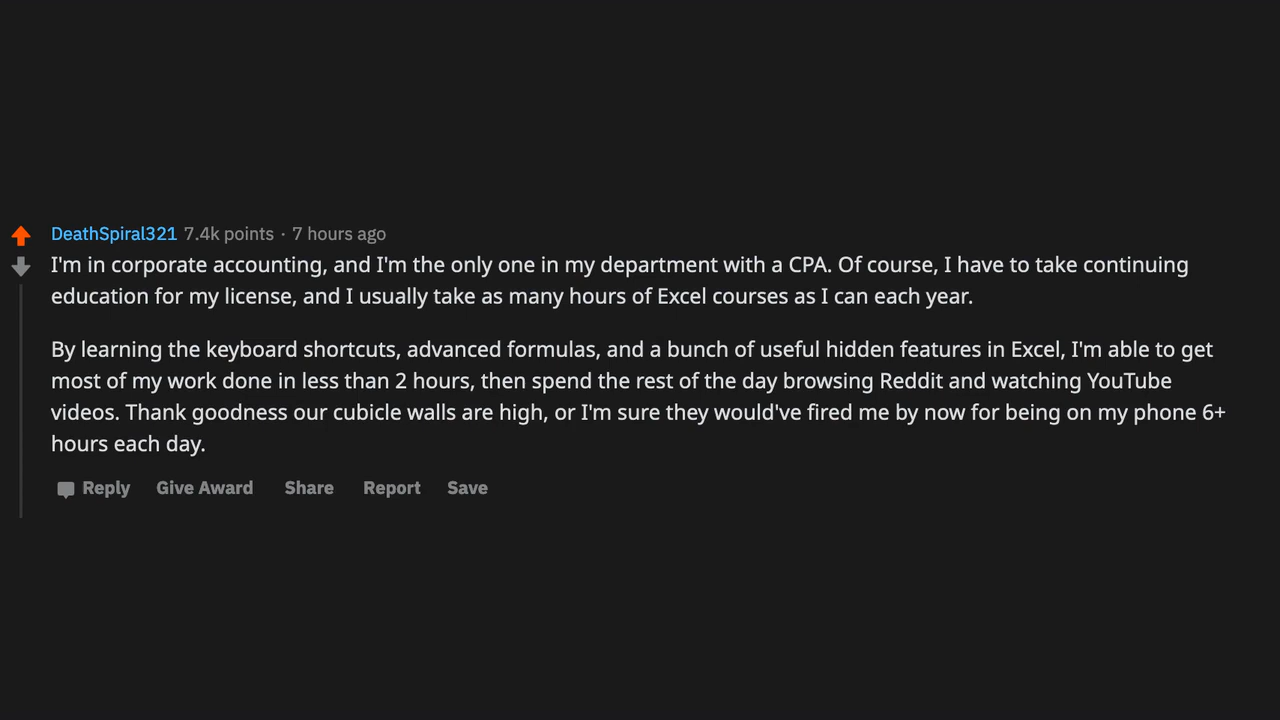 DeathSpiral321 7.4k points · 7 hours ago
I'm in corporate accounting, and I'm the only one in my department with a CPA. Of course, I have to take continuing
education for my license, and I usually take as many hours of Excel courses as I can each year.
By learning the keyboard shortcuts, advanced formulas, and a bunch of useful hidden features in Excel, I'm able to get
most of my work done in less than 2 hours, then spend the rest of the day browsing Reddit and watching YouTube
videos. Thank goodness our cubicle walls are high, or I'm sure they would've fired me by now for being on my phone 6+
hours each day.
Reply Give Award Share Report Save